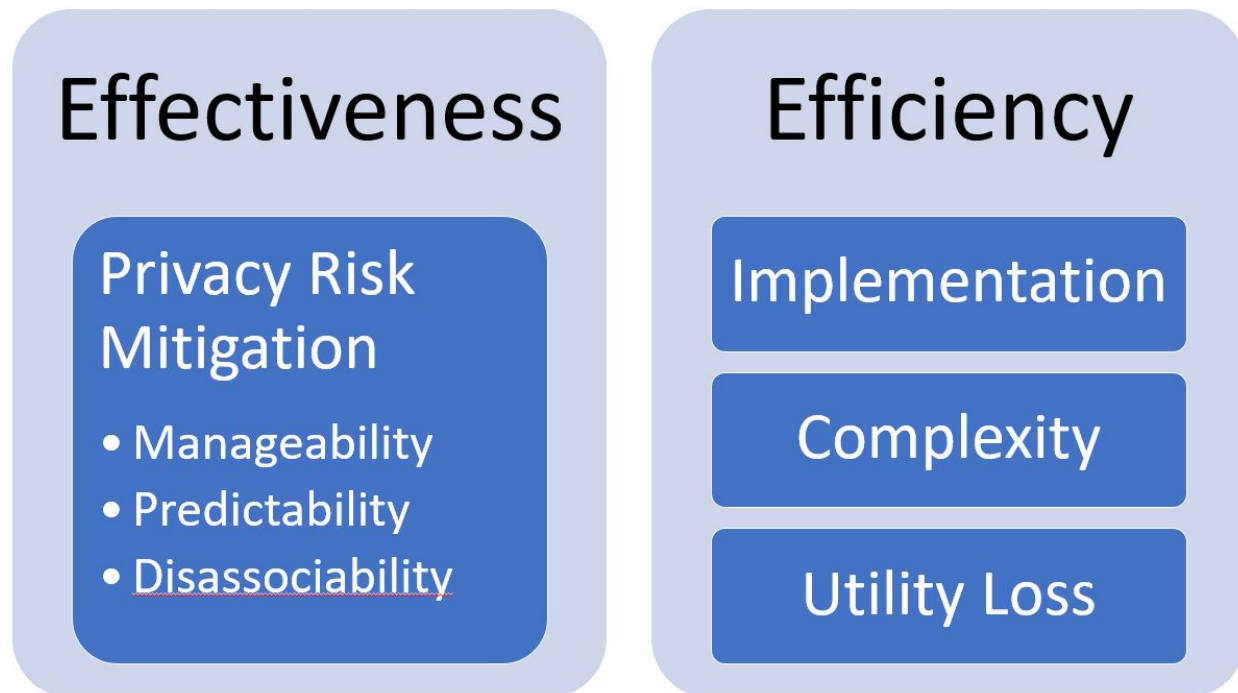 Effectiveness
Privacy Risk
Mitigation
• Manageability
• Predictability
• Disassociability
Efficiency
Implementation
Complexity
Utility Loss